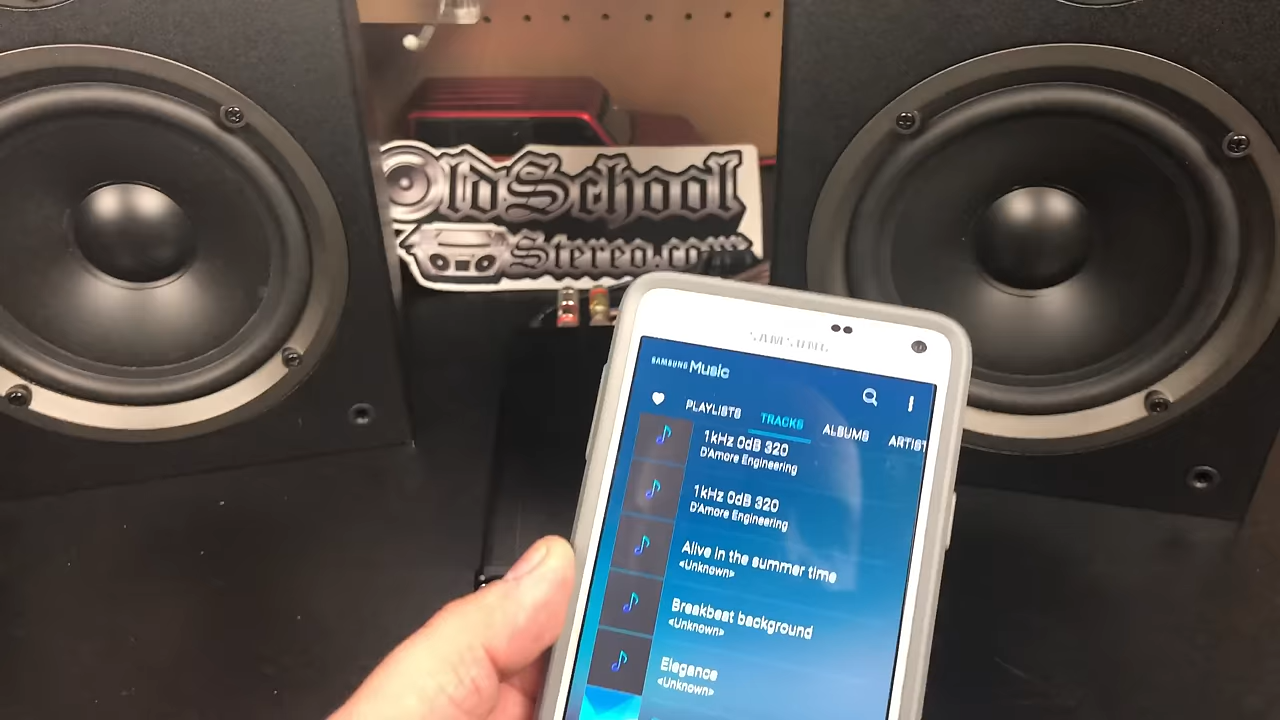 OldSchool
Stereo.com
SAMSUNG
SAMSUNG Music
PLAYLISTS TRACKS ALBUMS ARTIST
1kHz 0dB 320
D'Amore Engineering
1kHz 0dB 320
D'Amore Engineering
Alive in the summer time
<Unknown>
Breakbeat background
<Unknown>
Elegance
<Unknown>